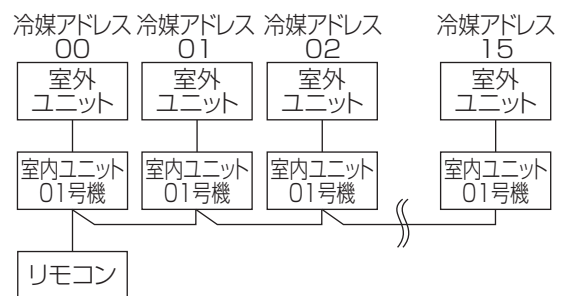 冷媒アドレス 冷媒アドレス 冷媒アドレス 冷媒アドレス
00 01 02 15
室外 室外 室外 室外
ユニット ユニット ユニット ユニット
室内ユニット 室内ユニット 室内ユニット 室内ユニット
01号機 01号機 01号機 01号機
リモコン